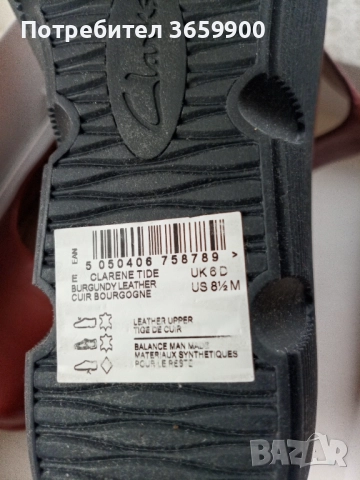 Потребител 3659900
Clarks
EAN
5 050406 758789 >
E CLARENE TIDE UK 6 D
BURGUNDY LEATHER US 8½ M
CUIR BOURGOGNE
LEATHER UPPER
TIGE DE CUIR
BALANCE MAN MADE
MATERIAUX SYNTHETIQUES
POUR LE RESTE
BAZAR